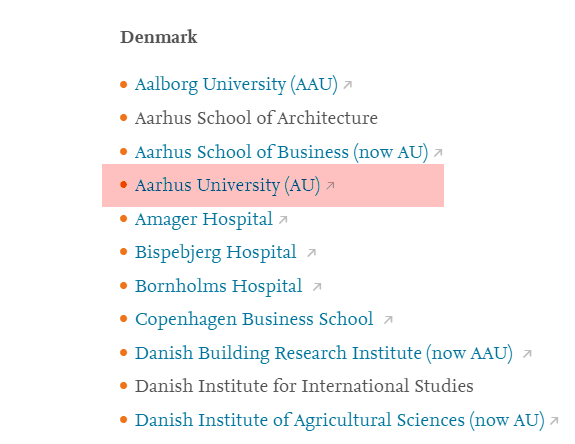 Denmark
Aalborg University (AAU)
Aarhus School of Architecture
Aarhus School of Business (now AU)
Aarhus University (AU)
Amager Hospital
Bispebjerg Hospital
Bornholms Hospital
Copenhagen Business School
Danish Building Research Institute (now AAU)
Danish Institute for International Studies
Danish Institute of Agricultural Sciences (now AU)